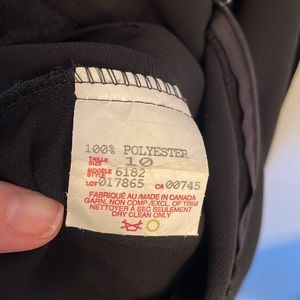 100% POLYESTER
TAILLE
SIZE 10
MODÈLE
STYLE 6182
LOT 017865 CA 00745
FABRIQUÉ AU/MADE IN CANADA
GARN. NON COMP./EXCL. OF TRIM
NETTOYER A SEC SEULEMENT
DRY CLEAN ONLY